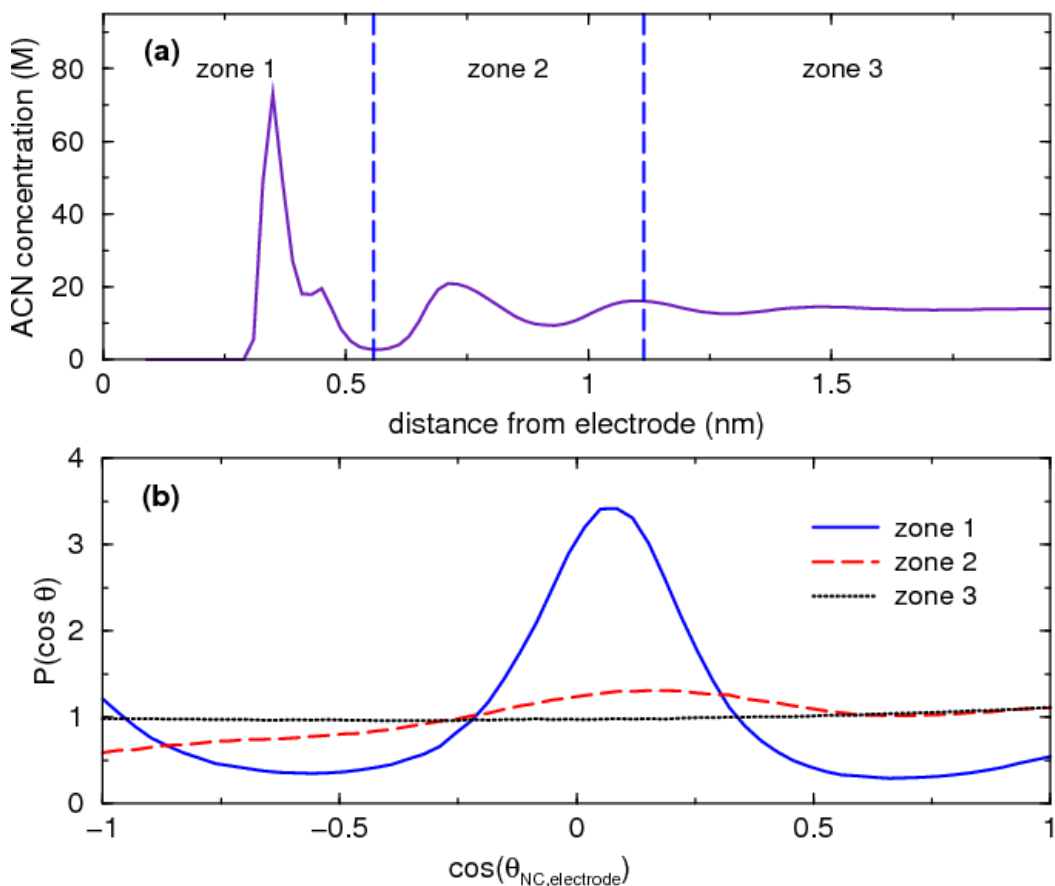 (a)
zone 1
zone 2
zone 3
ACN concentration (M)
80
60
40
20
0
0
0.5
1
1.5
distance from electrode (nm)
(b)
zone 1
zone 2
zone 3
P(cos θ)
4
3
2
1
0
−1
−0.5
0
0.5
1
cos(θNC,electrode)